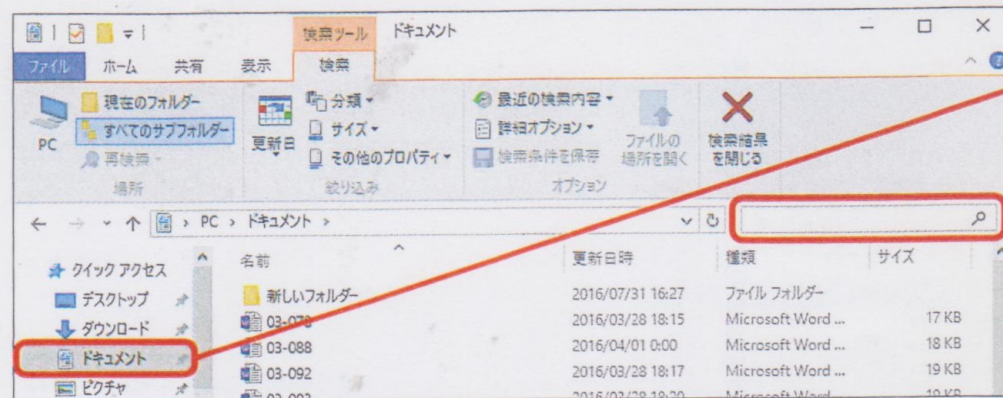 検索ツール ドキュメント
ファイル ホーム 共有 表示 検索
PC
現在のフォルダー
すべてのサブフォルダー
再検索
場所
更新日
分類
サイズ
その他のプロパティ
絞り込み
最近の検索内容
詳細オプション
検索条件を保存
ファイルの
場所を開く
オプション
検索結果
を閉じる
PC › ドキュメント ›
クイック アクセス
デスクトップ
ダウンロード
ドキュメント
ピクチャ
名前 更新日時 種類 サイズ
新しいフォルダー 2016/07/31 16:27 ファイル フォルダー
03-078 2016/03/28 18:15 Microsoft Word ... 17 KB
03-088 2016/04/01 0:00 Microsoft Word ... 18 KB
03-092 2016/03/28 18:17 Microsoft Word ... 19 KB
2016/03/28 18:20 Microsoft Word ... 19 KB